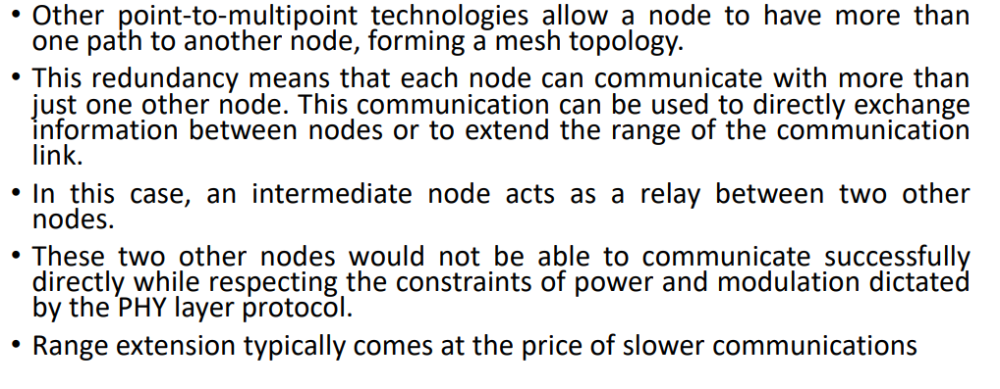 • Other point-to-multipoint technologies allow a node to have more than
one path to another node, forming a mesh topology.
• This redundancy means that each node can communicate with more than
just one other node. This communication can be used to directly exchange
information between nodes or to extend the range of the communication
link.
• In this case, an intermediate node acts as a relay between two other
nodes.
• These two other nodes would not be able to communicate successfully
directly while respecting the constraints of power and modulation dictated
by the PHY layer protocol.
• Range extension typically comes at the price of slower communications